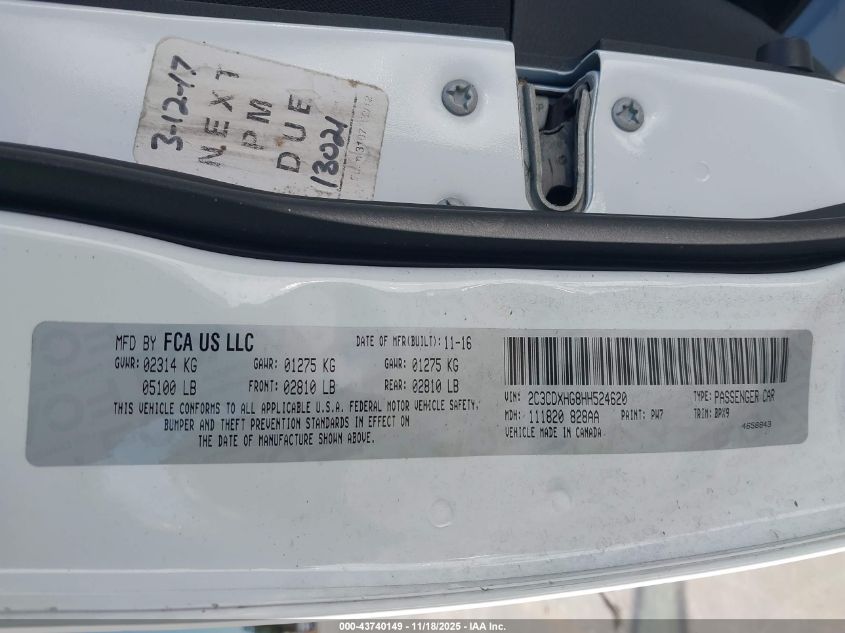 3-12-17
NEXT
PM
DUE
13021
MFD BY FCA US LLC
DATE OF MFR(BUILT): 11-16
GVWR: 02314 KG GAWR: 01275 KG GAWR: 01275 KG
05100 LB FRONT: 02810 LB REAR: 02810 LB
THIS VEHICLE CONFORMS TO ALL APPLICABLE U.S.A. FEDERAL MOTOR VEHICLE SAFETY,
BUMPER AND THEFT PREVENTION STANDARDS IN EFFECT ON
THE DATE OF MANUFACTURE SHOWN ABOVE.
VIN: 2C3CDXHG8HH524620 TYPE: PASSENGER CAR
MDH: 111820 828AA PAINT: PW7 TRIM: BPX9
VEHICLE MADE IN CANADA. 4658843
000-43740149 - 11/18/2025 - IAA Inc.